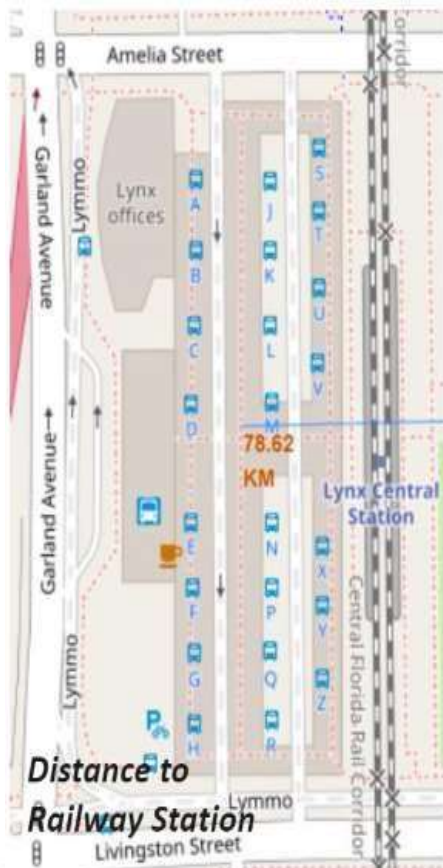 Corridor
Amelia Street
Garland Avenue
Lymmo
Lynx
offices
A
J
S
B
K
T
C
L
U
V
D
M
78.62
KM
Lynx Central
Station
Garland Avenue
E
N
X
F
P
Y
G
Q
Z
H
R
P
Lymmo
Central Florida Rail Corridor
Distance to
Railway Station
Lymmo
Livingston Street